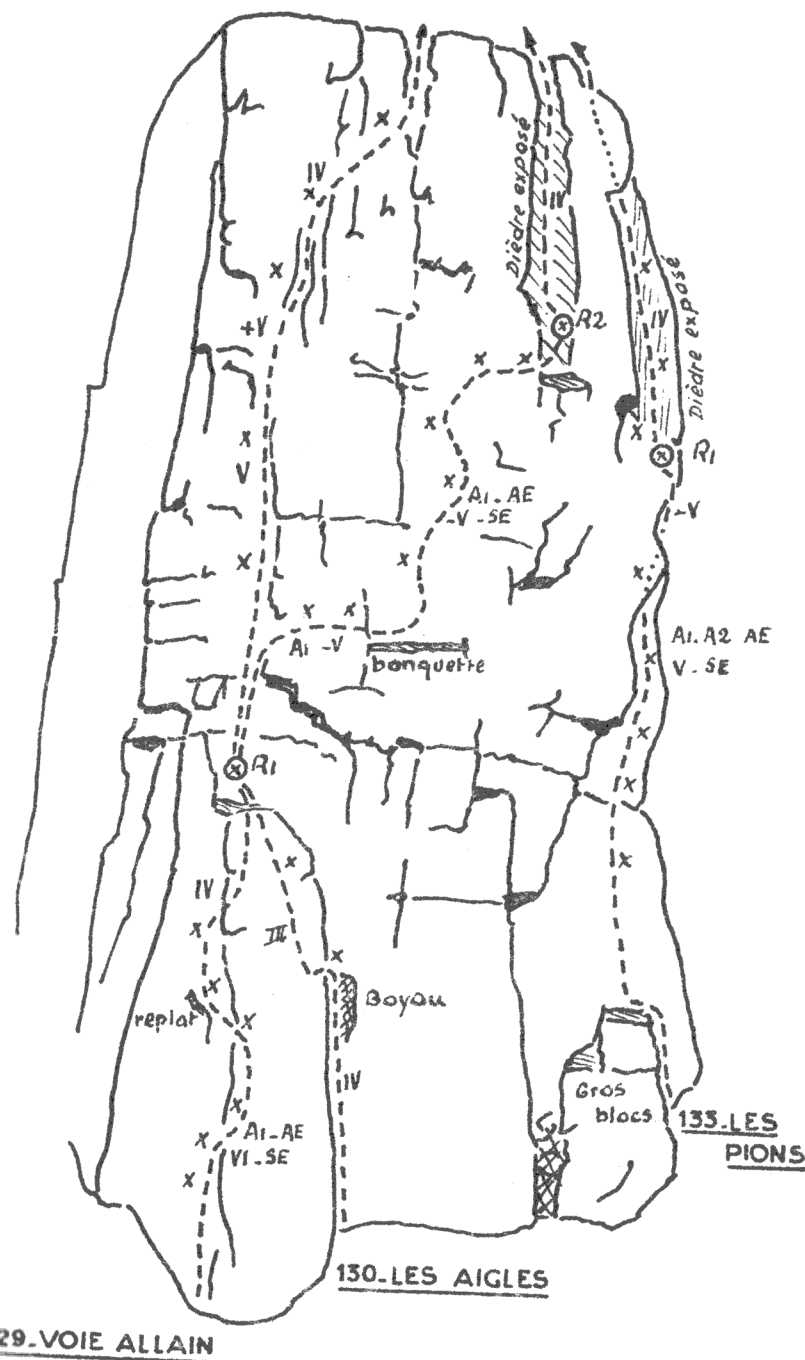 IV
Dièdre exposé
IV
R2
IV
Dièdre exposé
+V
V
R1
-V
A1-AE
-V-SE
A1-V
banquette
A1.A2 AE
V-SE
R1
IV
III
replat
Boyau
IV
A1-AE
VI-SE
Gros
blocs
133-LES
PIONS
130-LES AIGLES
29-VOIE ALLAIN